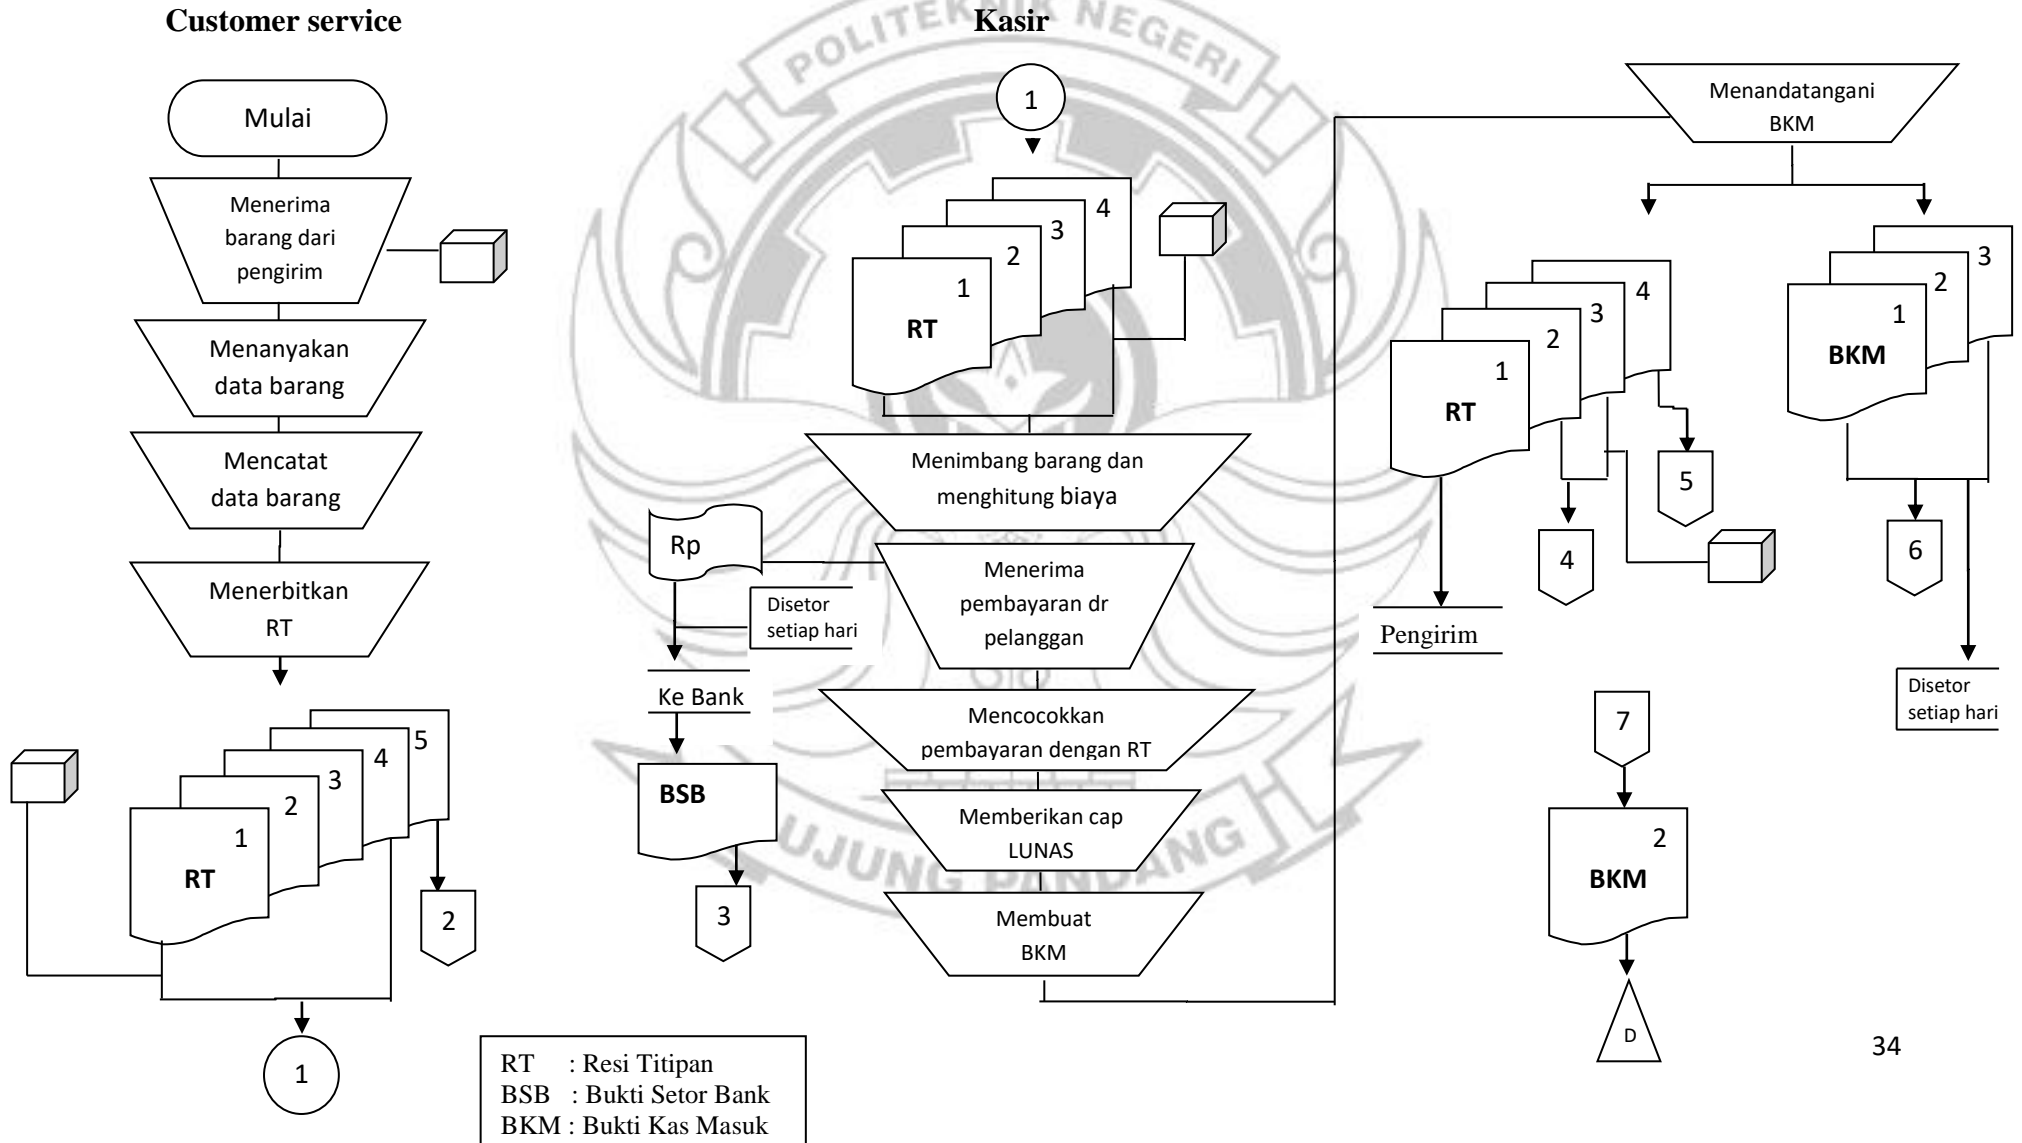 Customer service
Mulai
Menerima
barang dari
pengirim
Menanyakan
data barang
Mencatat
data barang
Menerbitkan
RT
5
4
3
2
1
RT
2
1
Kasir
POLITEKNIK NEGERI
UJUNG PANDANG
1
4
3
2
1
RT
Menimbang barang dan
menghitung biaya
Rp
Menerima
pembayaran dr
pelanggan
Disetor
setiap hari
Ke Bank
Mencocokkan
pembayaran dengan RT
BSB
Memberikan cap
LUNAS
3
Membuat
BKM
Menandatangani
BKM
4
3
2
1
RT
5
4
Pengirim
3
2
1
BKM
6
Disetor
setiap hari
7
2
BKM
D
RT : Resi Titipan
BSB : Bukti Setor Bank
BKM : Bukti Kas Masuk
34